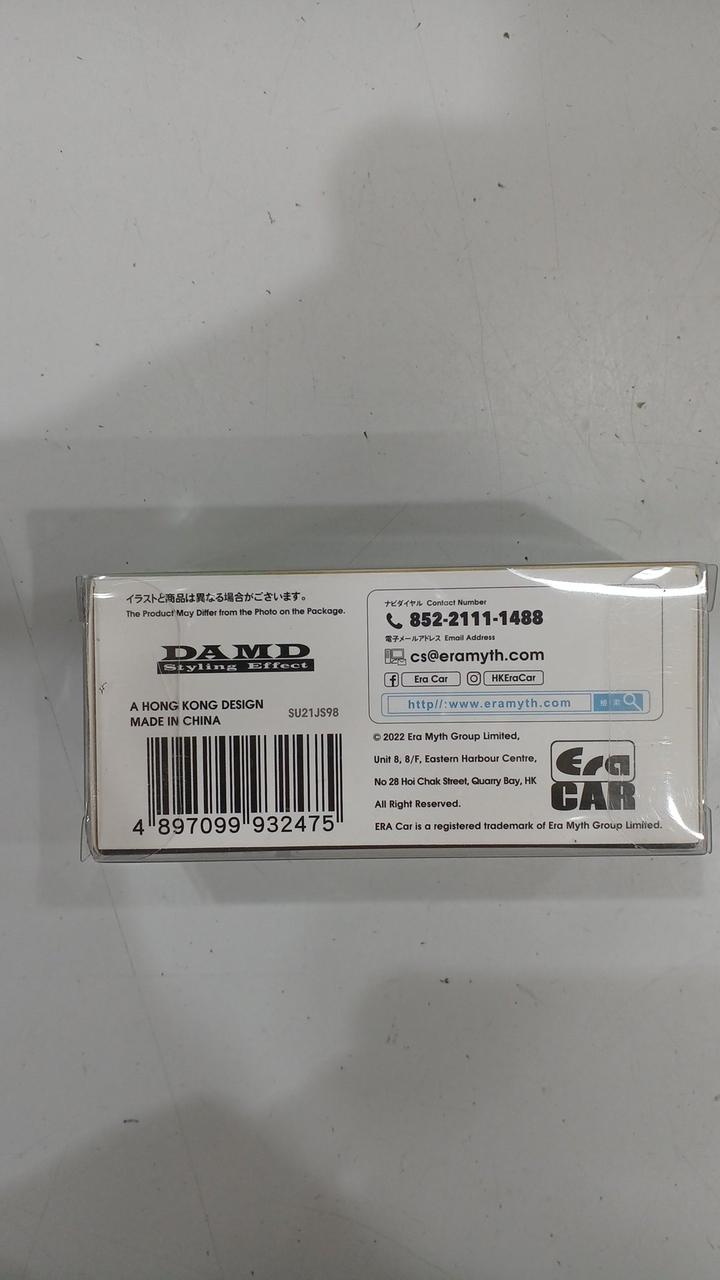 イラストと商品は異なる場合がございます。
The Product May Differ from the Photo on the Package.
DAMD
Styling Effect
A HONG KONG DESIGN
MADE IN CHINA
SU21JS98
4 897099 932475
ナビダイヤル Contact Number
852-2111-1488
電子メールアドレス Email Address
cs@eramyth.com
Era Car
HKEraCar
http//:www.eramyth.com
検索
© 2022 Era Myth Group Limited,
Unit 8, 8/F, Eastern Harbour Centre,
No 28 Hoi Chak Street, Quarry Bay, HK
All Right Reserved.
Era
CAR
ERA Car is a registered trademark of Era Myth Group Limited.